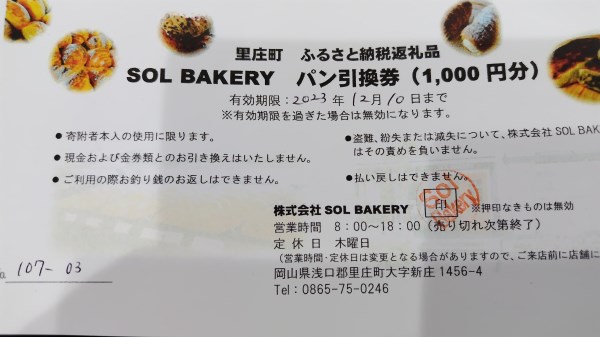 里庄町 ふるさと納税返礼品
SOL BAKERY パン引換券（1,000 円分）
有効期限：2023 年 12月 10日まで
※有効期限を過ぎた場合は無効になります。
● 寄附者本人の使用に限ります。
● 現金および金券類とのお引き換えはいたしません。
● ご利用の際お釣り銭のお返しはできません。
● 盗難、紛失または減失について、株式会社 SOL BAK
はその責めを負いません。
● 払い戻しはできません。
株式会社 SOL BAKERY 印 ※押印なきものは無効
SOL Bakery
営業時間 8：00～18：00（売り切れ次第終了）
定 休 日 木曜日
（営業時間・定休日は変更となる場合がありますので、ご来店前に店舗に
岡山県浅口郡里庄町大字新庄 1456-4
Tel：0865-75-0246
107- 03